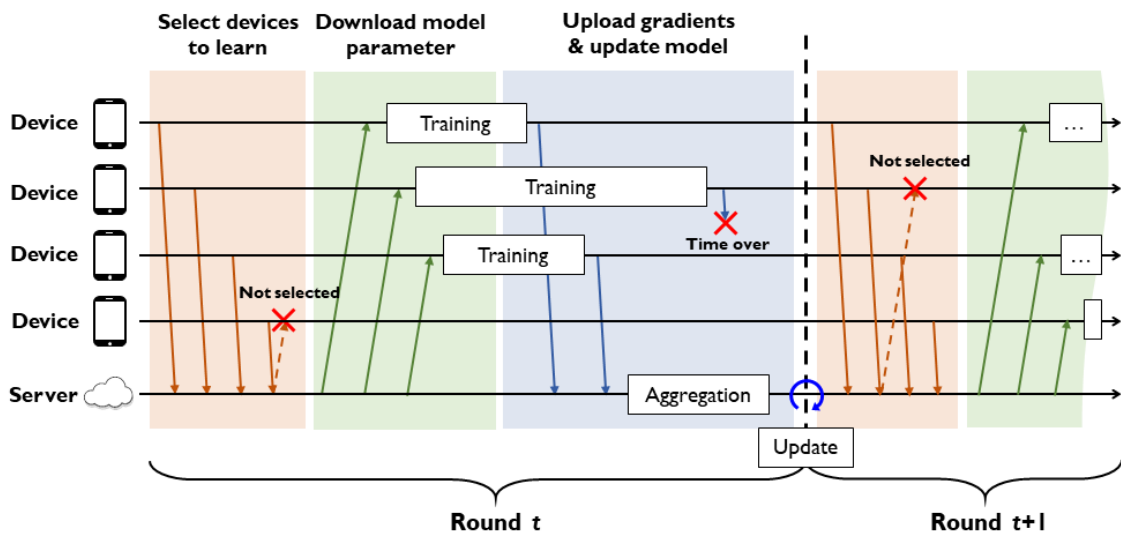 Select devices
to learn
Download model
parameter
Upload gradients
& update model
Device
Training
...
Device
Training
Not selected
Time over
Device
Training
...
Device
Not selected
Server
Aggregation
Update
Round t
Round t+1